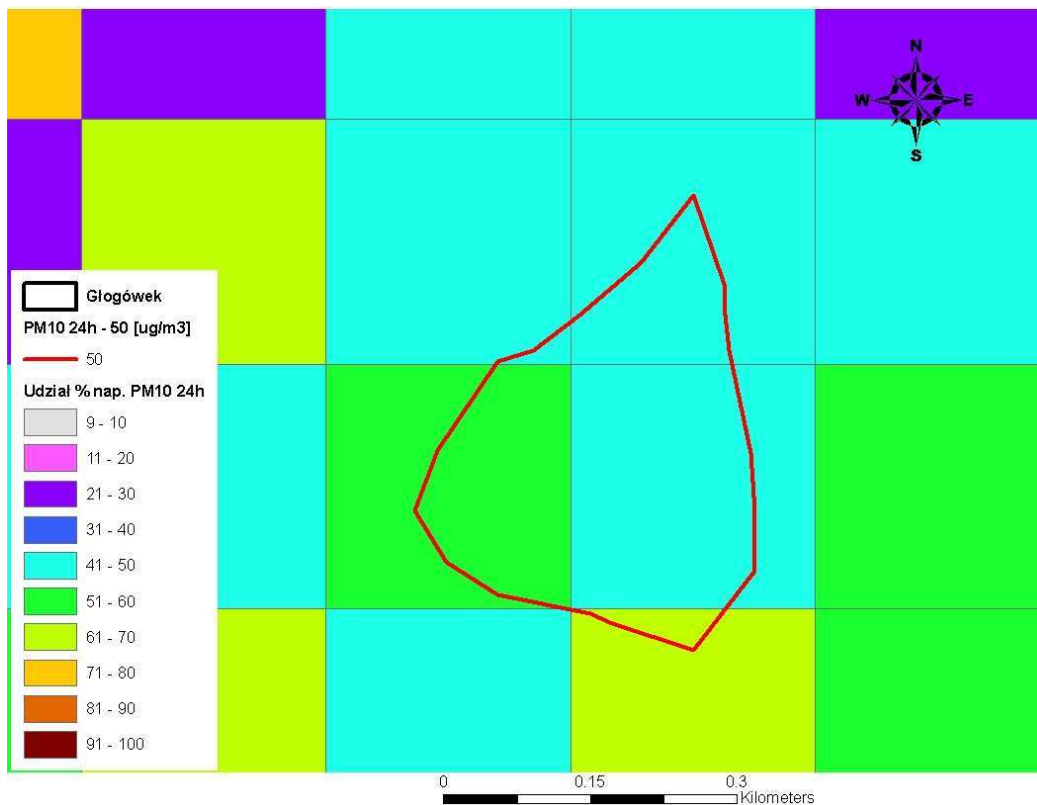 N
W E
S
Głogówek
PM10 24h - 50 [ug/m3]
50
Udział % nap. PM10 24h
9 - 10
11 - 20
21 - 30
31 - 40
41 - 50
51 - 60
61 - 70
71 - 80
81 - 90
91 - 100
0 0.15 0.3
Kilometers